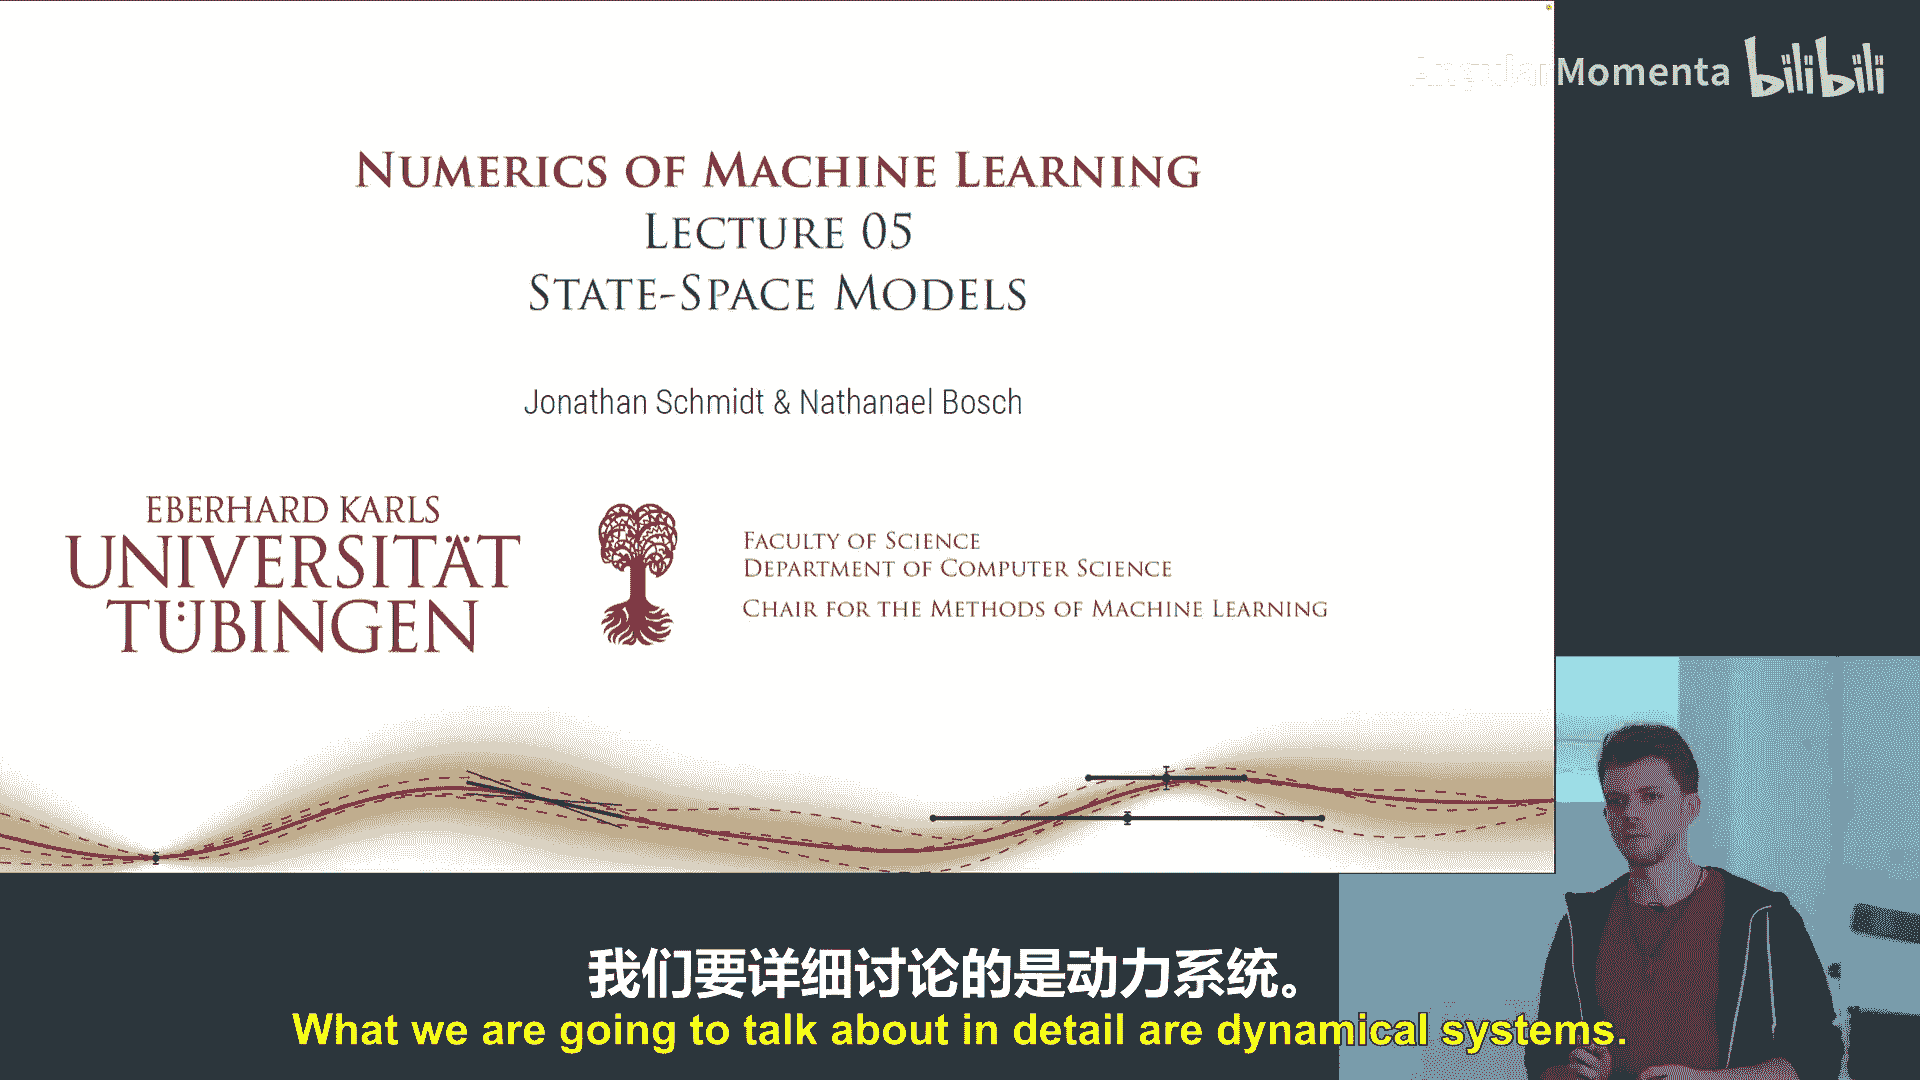 AngularMomenta bilibili
NUMERICS OF MACHINE LEARNING
LECTURE 05
STATE-SPACE MODELS
Jonathan Schmidt & Nathanael Bosch
EBERHARD KARLS
UNIVERSITÄT
TÜBINGEN
FACULTY OF SCIENCE
DEPARTMENT OF COMPUTER SCIENCE
CHAIR FOR THE METHODS OF MACHINE LEARNING
我们要详细讨论的是动力系统。
What we are going to talk about in detail are dynamical systems.